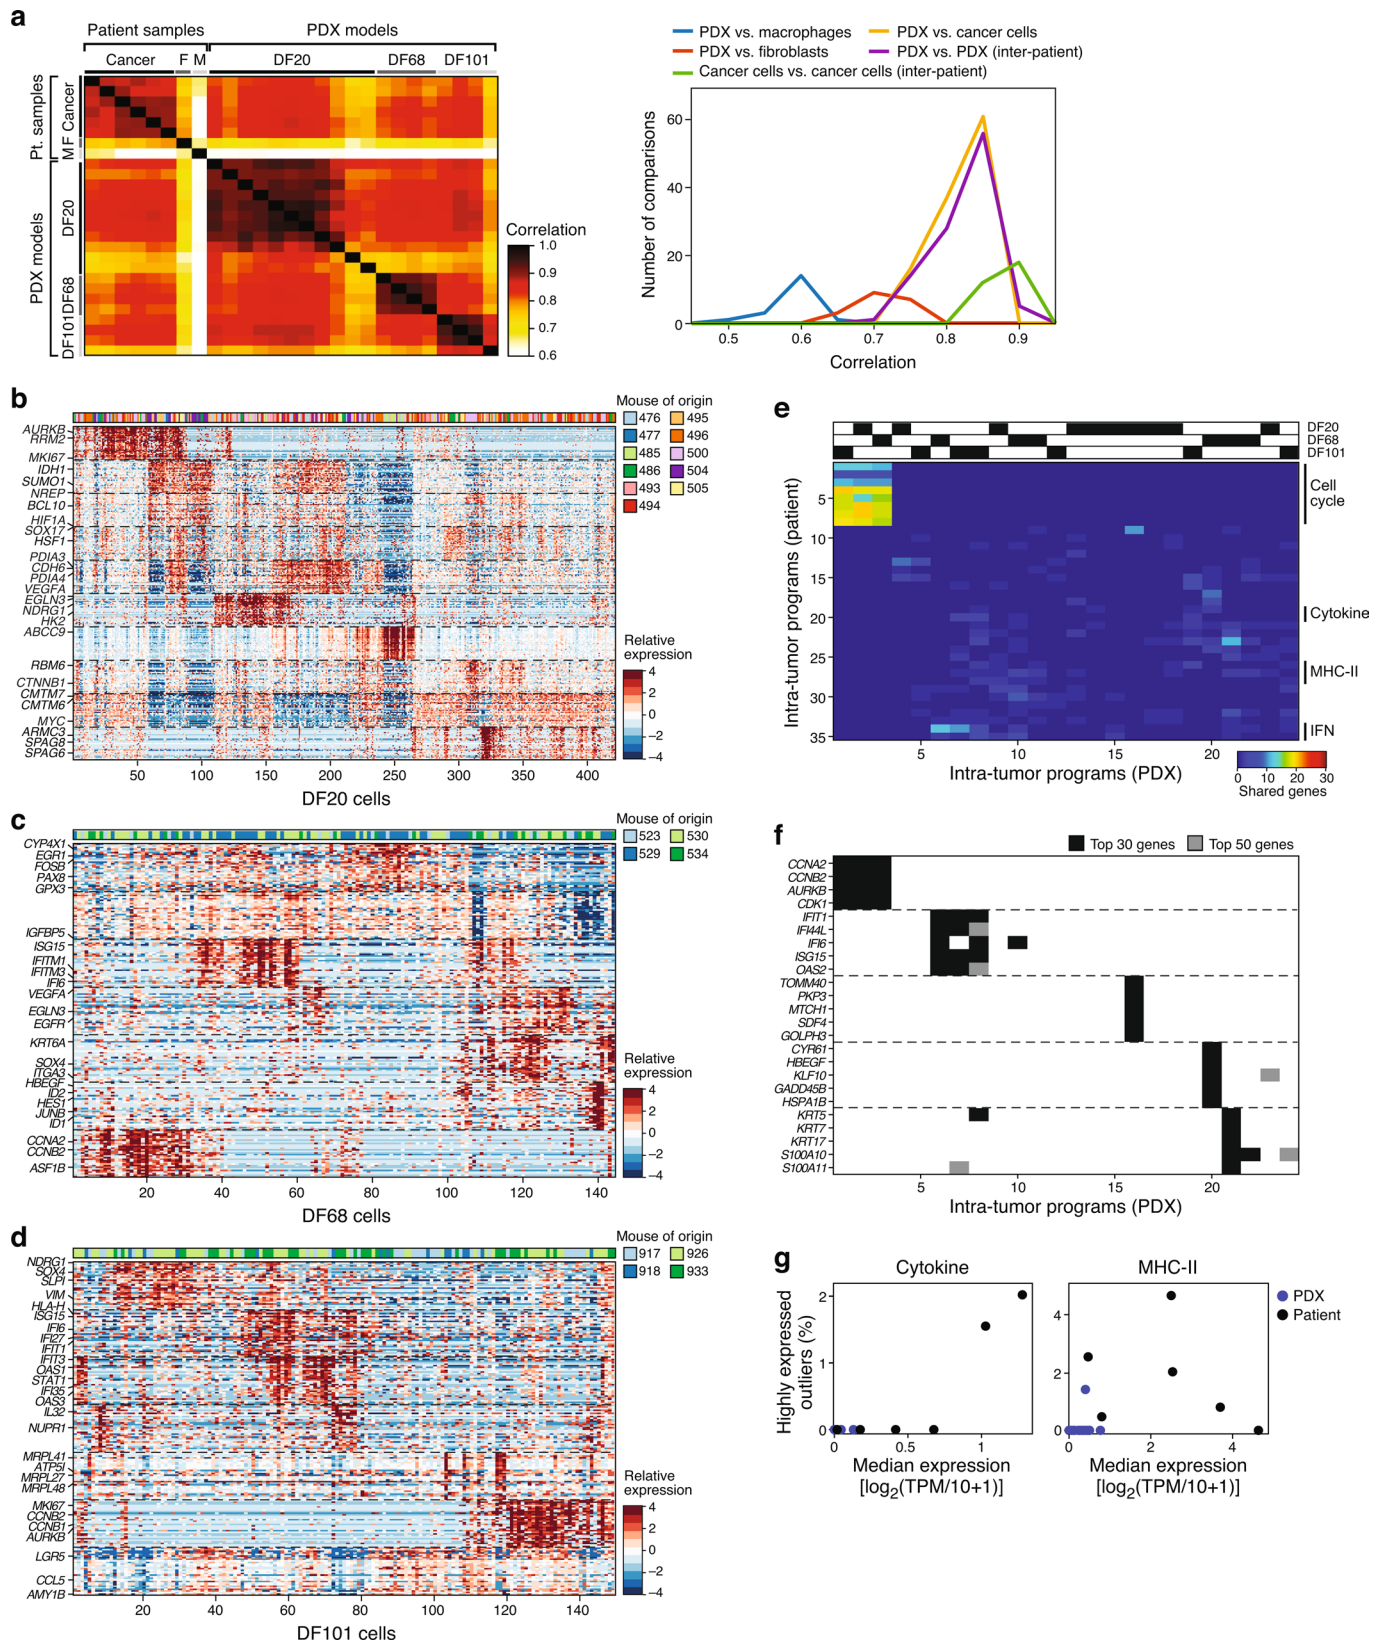 a
Patient samples
PDX models
Cancer
F
M
DF20
DF68
DF101
Pt. samples
PDX models
Cancer
F
M
DF20
DF68
DF101
Correlation
1.0
0.9
0.8
0.7
0.6
PDX vs. macrophages
PDX vs. fibroblasts
Cancer cells vs. cancer cells (inter-patient)
PDX vs. cancer cells
PDX vs. PDX (inter-patient)
Number of comparisons
60
40
20
0
0.5
0.6
0.7
0.8
0.9
Correlation
b
AURKB
RRM2
MKI67
IDH1
SUMO1
NREP
BCL10
HIF1A
SOX17
HSF1
PDIA3
CDH6
PDIA4
VEGFA
EGLN3
NDRG1
HK2
ABCC9
RBM6
CTNNB1
CMTM7
CMTM6
MYC
ARMC3
SPAG8
SPAG6
50
100
150
200
250
300
350
400
DF20 cells
Mouse of origin
476
477
485
486
493
494
495
496
500
504
505
Relative
expression
4
2
0
−2
−4
c
CYP4X1
EGR1
FOSB
PAX8
GPX3
IGFBP5
ISG15
IFITM1
IFITM3
IFI6
VEGFA
EGLN3
EGFR
KRT6A
SOX4
ITGA3
HBEGF
ID2
HES1
JUNB
ID1
CCNA2
CCNB2
ASF1B
20
40
60
80
100
120
140
DF68 cells
Mouse of origin
523
529
530
534
Relative
expression
4
2
0
−2
−4
d
NDRG1
SOX4
SLPI
VIM
HLA-H
ISG15
IFI6
IFI27
IFIT1
IFIT3
OAS1
STAT1
IFI35
OAS3
IL32
NUPR1
MRPL41
ATP5I
MRPL27
MRPL48
MKI67
CCNB2
CCNB1
AURKB
LGR5
CCL5
AMY1B
20
40
60
80
100
120
140
DF101 cells
Mouse of origin
917
918
926
933
Relative
expression
4
2
0
−2
−4
e
DF20
DF68
DF101
Intra-tumor programs (patient)
5
10
15
20
25
30
35
Cell
cycle
Cytokine
MHC-II
IFN
5
10
15
20
Intra-tumor programs (PDX)
0
10
20
30
Shared genes
f
Top 30 genes
Top 50 genes
CCNA2
CCNB2
AURKB
CDK1
IFIT1
IFI44L
IFI6
ISG15
OAS2
TOMM40
PKP3
MTCH1
SDF4
GOLPH3
CYR61
HBEGF
KLF10
GADD45B
HSPA1B
KRT5
KRT7
KRT17
S100A10
S100A11
5
10
15
20
Intra-tumor programs (PDX)
g
Cytokine
Highly expressed
outliers (%)
2
1
0
0
0.5
1
Median expression
[log2(TPM/10+1)]
MHC-II
4
2
0
0
2
4
Median expression
[log2(TPM/10+1)]
PDX
Patient